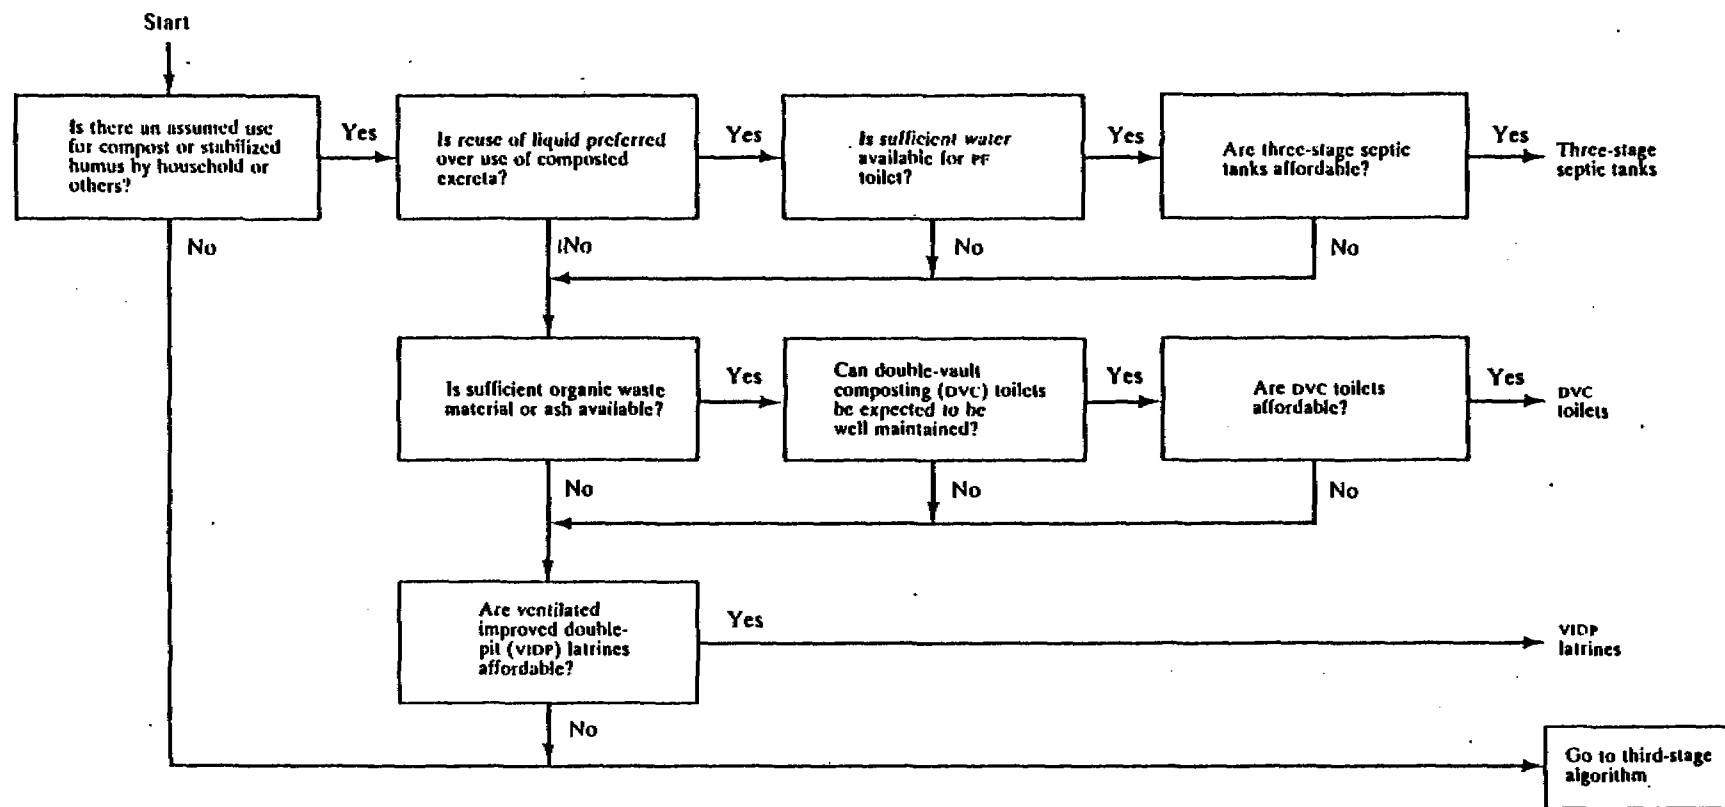 Start
Is there an assumed use
for compost or stabilized
humus by household or
others?
Yes
Is reuse of liquid preferred
over use of composted
excreta?
Yes
Is sufficient water
available for PF
toilet?
Yes
Are three-stage septic
tanks affordable?
Yes
Three-stage
septic tanks
No
No
No
No
Is sufficient organic waste
material or ash available?
Yes
Can double-vault
composting (DVC) toilets
be expected to be
well maintained?
Yes
Are DVC toilets
affordable?
Yes
DVC
toilets
No
No
No
Are ventilated
improved double-
pit (VIDP) latrines
affordable?
Yes
VIDP
latrines
No
Go to third-stage
algorithm